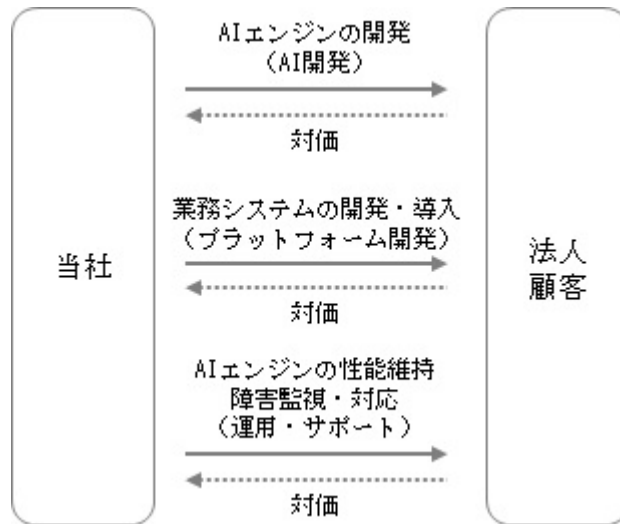 AIエンジンの開発
(AI開発)
対価
業務システムの開発・導入
(プラットフォーム開発)
当社
法人
顧客
対価
AIエンジンの性能維持
障害監視・対応
(運用・サポート)
対価